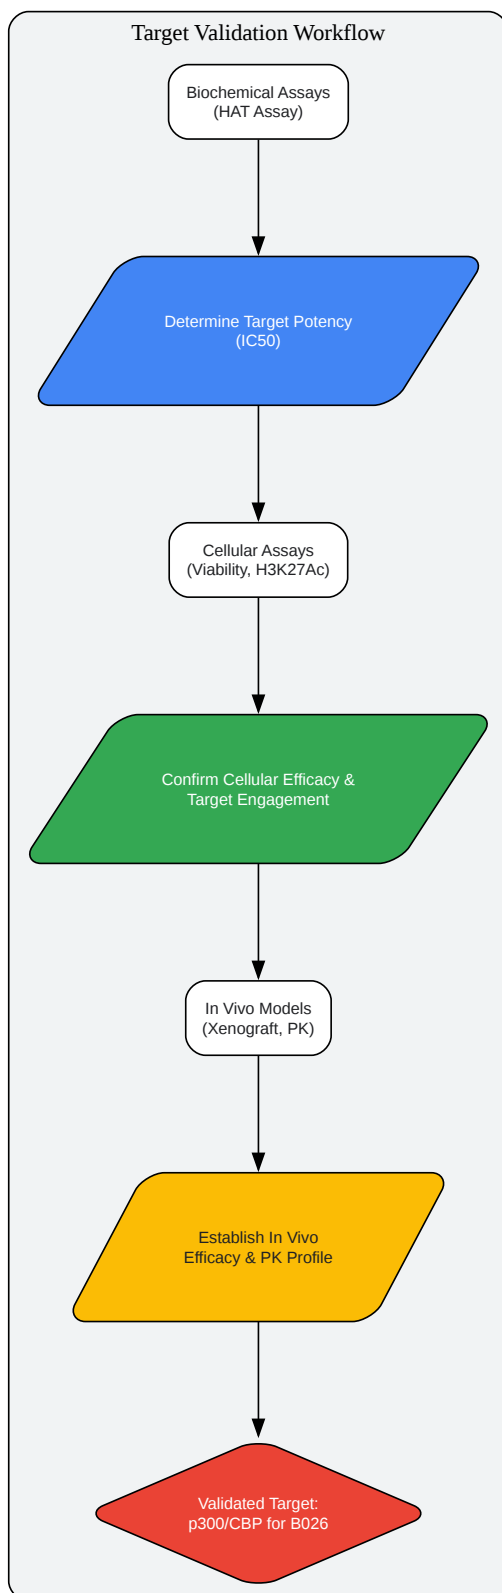 Target Validation Workflow
Biochemical Assays
(HAT Assay)
Determine Target Potency
(IC50)
Cellular Assays
(Viability, H3K27Ac)
Confirm Cellular Efficacy &
Target Engagement
In Vivo Models
(Xenograft, PK)
Establish In Vivo
Efficacy & PK Profile
Validated Target:
p300/CBP for B026